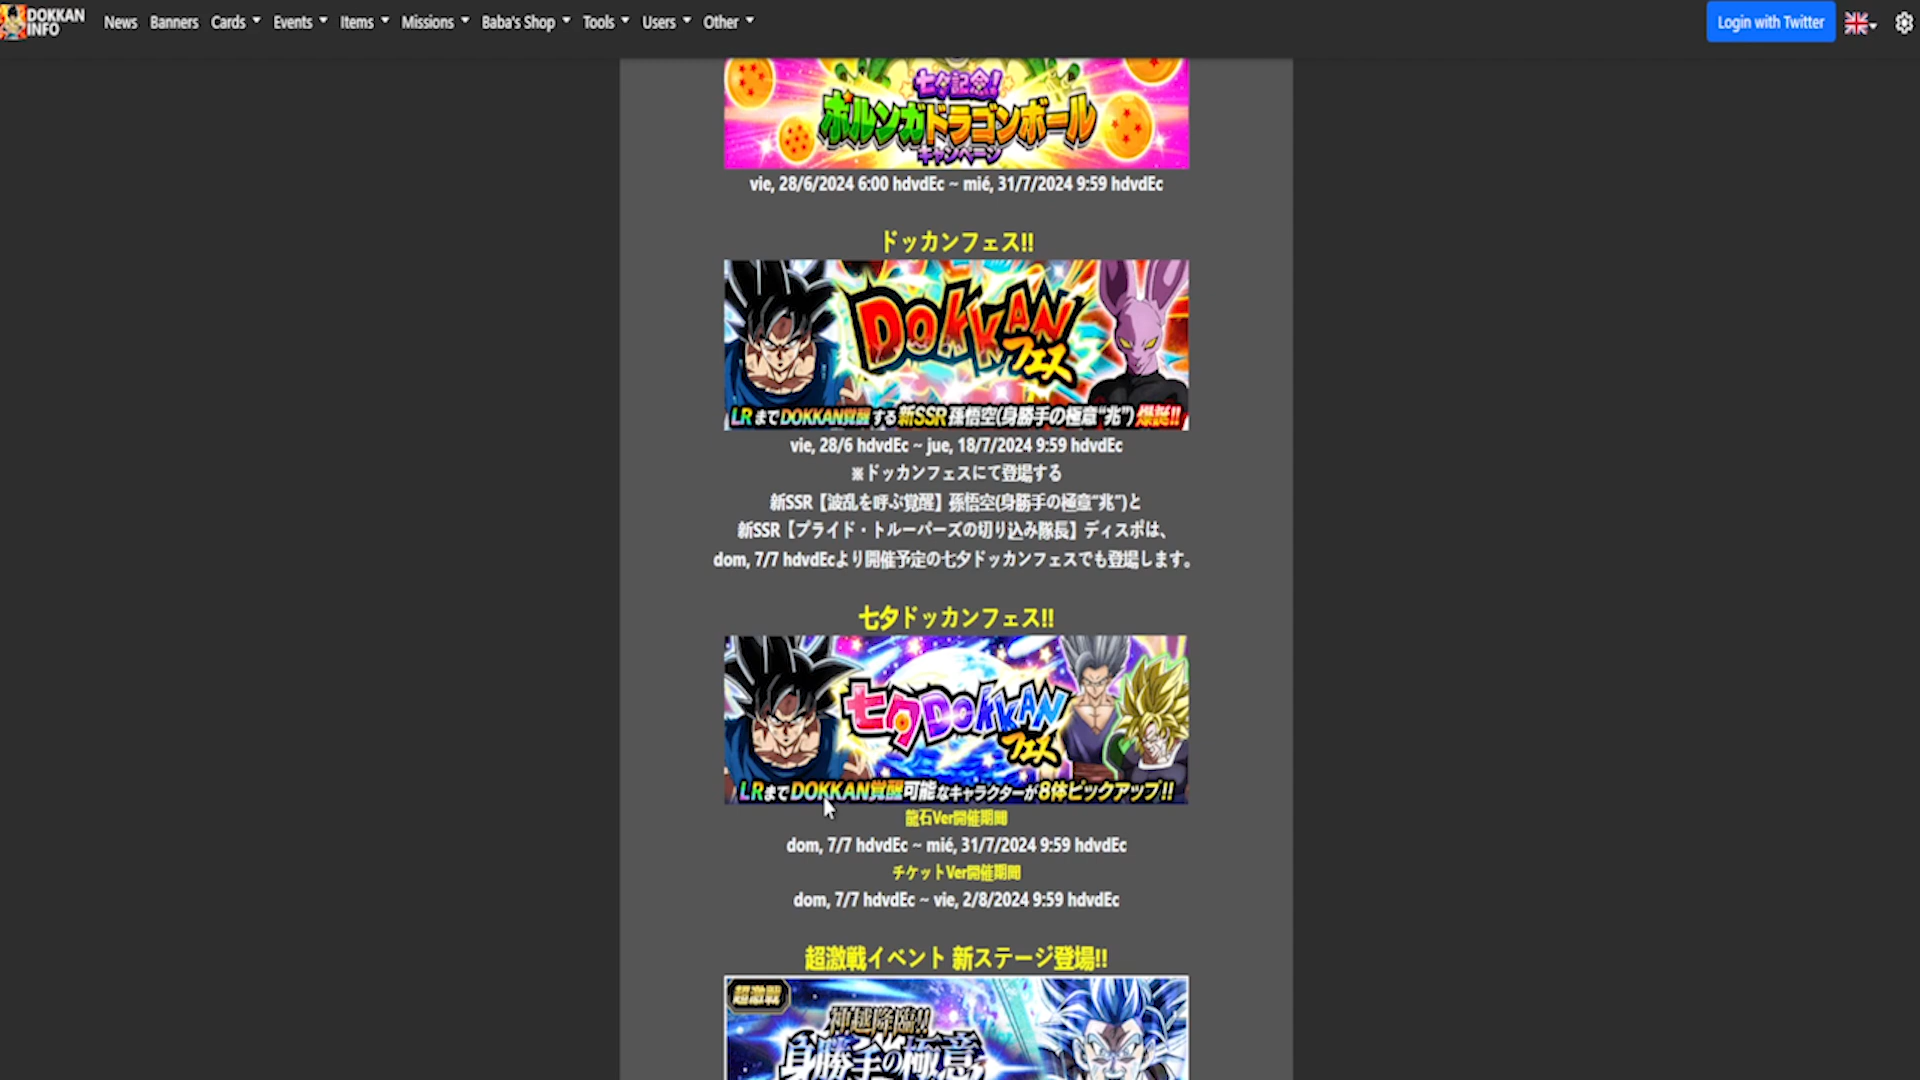 DOKKAN
INFO
News
Banners
Cards
Events
Items
Missions
Baba's Shop
Tools
Users
Other
Login with Twitter
七夕記念!
ポルンガドラゴンボール
キャンペーン
vie, 28/6/2024 6:00 hdvdEc ~ mié, 31/7/2024 9:59 hdvdEc
ドッカンフェス!!
DOKKAN
フェス
LRまでDOKKAN覚醒する新SSR孫悟空(身勝手の極意"兆")爆誕!!
vie, 28/6 hdvdEc ~ jue, 18/7/2024 9:59 hdvdEc
※ドッカンフェスにて登場する
新SSR【波乱を呼ぶ覚醒】孫悟空(身勝手の極意"兆")と
新SSR【プライド・トルーパーズの切り込み隊長】ディスポは、
dom, 7/7 hdvdEcより開催予定の七夕ドッカンフェスでも登場します。
七夕ドッカンフェス!!
七夕DOKKAN
フェス
LRまでDOKKAN覚醒可能なキャラクターが8体ピックアップ!!
龍石Ver開催期間
dom, 7/7 hdvdEc ~ mié, 31/7/2024 9:59 hdvdEc
チケットVer開催期間
dom, 7/7 hdvdEc ~ vie, 2/8/2024 9:59 hdvdEc
超激戦イベント 新ステージ登場!!
超激戦
神越降臨!!
身勝手の極意